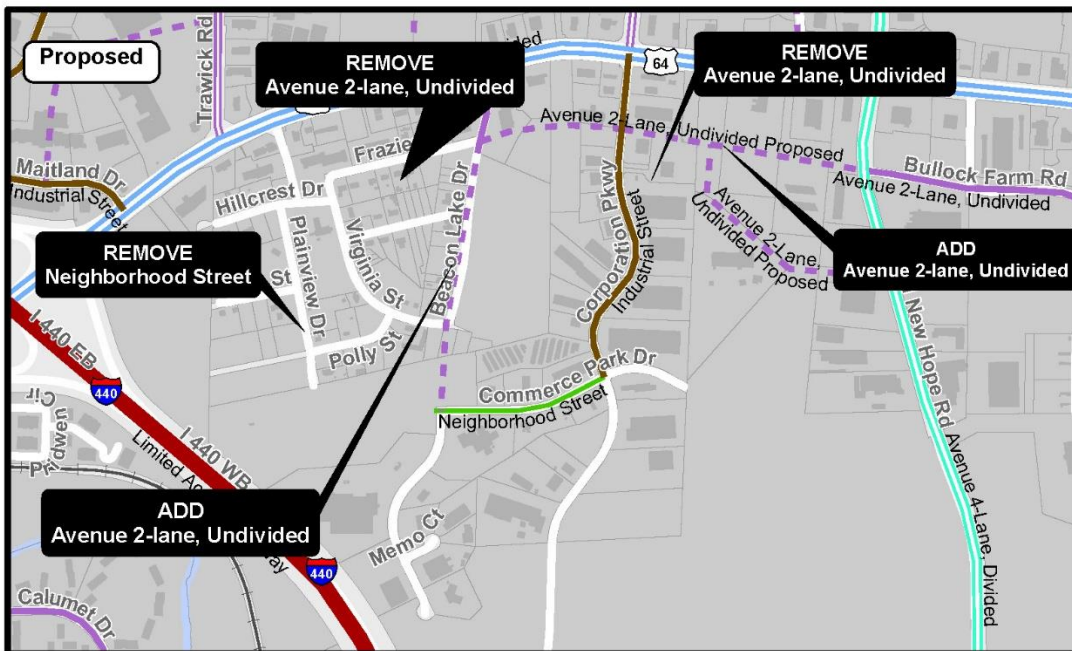 Proposed
Trawick Rd
REMOVE
Avenue 2-lane, Undivided
64
REMOVE
Avenue 2-lane, Undivided
Maitland Dr
Industrial Street
Frazie
Avenue 2-Lane, Undivided Proposed
Bullock Farm Rd
Avenue 2-Lane, Undivided
Hillcrest Dr
Plainview Dr
Virginia St
Beacon Lake Dr
Corporation Pkwy
Industrial Street
Avenue 2-Lane,
Undivided Proposed
ADD
Avenue 2-lane, Undivided
REMOVE
Neighborhood Street
St
Polly St
Commerce Park Dr
Neighborhood Street
New Hope Rd
Avenue 4-Lane, Divided
I 440 EB
440
I 440 WB
Limited Ac
way
Pridwen Cir
ADD
Avenue 2-lane, Undivided
440
Memo Ct
Calumet Dr